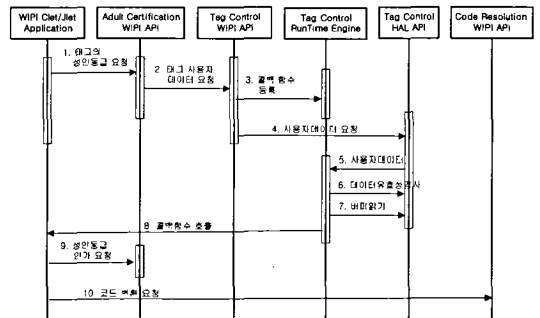 WIPI Clet/Jlet
Application
Adult Certification
WIPI API
Tag Control
WIPI API
Tag Control
RunTime Engine
Tag Control
HAL API
Code Resolution
WIPI API
1. 태그의
성인등급 요청
2. 태그 사용자
데이터 요청
3. 콜백 함수
등록
4. 사용자데이터 요청
5. 사용자데이터
6. 데이터유효성검사
7. 버퍼읽기
8. 콜백함수 호출
9. 성인등급
인가 요청
10. 코드 변환 요청